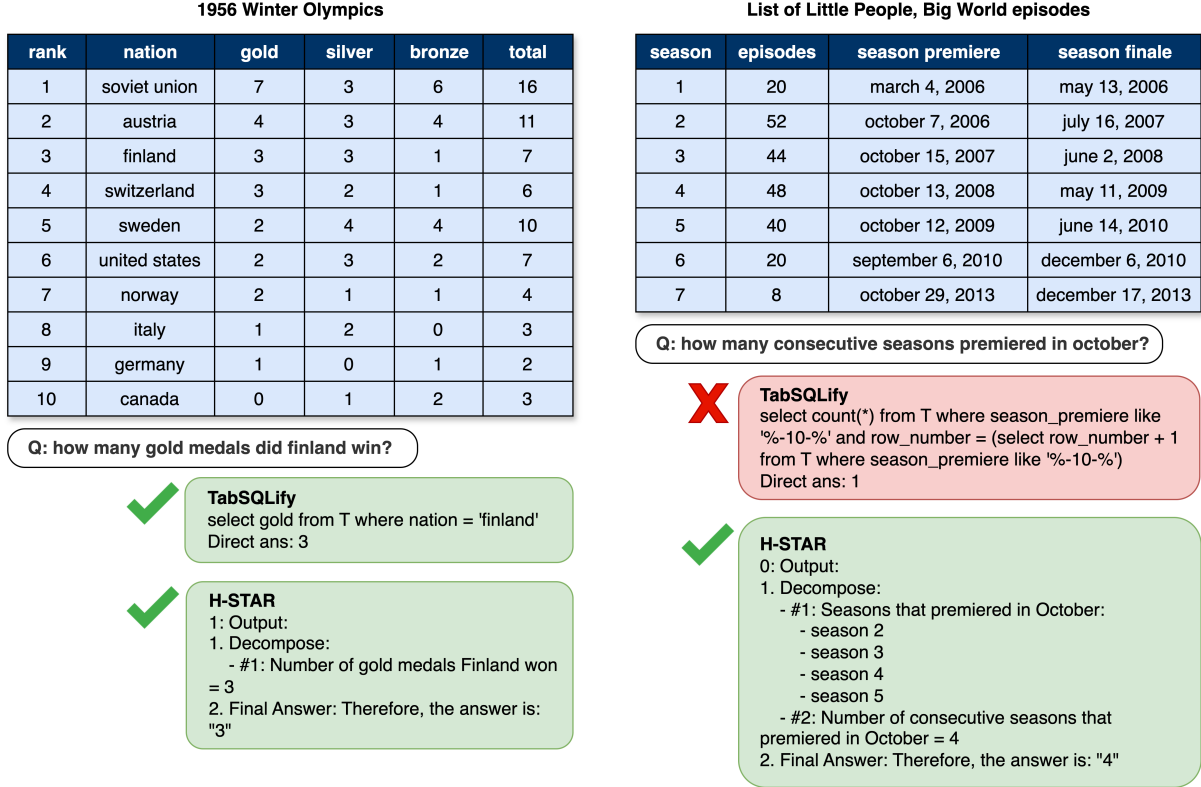 1956 Winter Olympics
rank nation gold silver bronze total
1 soviet union 7 3 6 16
2 austria 4 3 4 11
3 finland 3 3 1 7
4 switzerland 3 2 1 6
5 sweden 2 4 4 10
6 united states 2 3 2 7
7 norway 2 1 1 4
8 italy 1 2 0 3
9 germany 1 0 1 2
10 canada 0 1 2 3
Q: how many gold medals did finland win?
TabSQLify
select gold from T where nation = 'finland'
Direct ans: 3
H-STAR
1: Output:
1. Decompose:
- #1: Number of gold medals Finland won
= 3
2. Final Answer: Therefore, the answer is:
"3"
List of Little People, Big World episodes
season episodes season premiere season finale
1 20 march 4, 2006 may 13, 2006
2 52 october 7, 2006 july 16, 2007
3 44 october 15, 2007 june 2, 2008
4 48 october 13, 2008 may 11, 2009
5 40 october 12, 2009 june 14, 2010
6 20 september 6, 2010 december 6, 2010
7 8 october 29, 2013 december 17, 2013
Q: how many consecutive seasons premiered in october?
TabSQLify
select count(*) from T where season_premiere like
'%-10-%' and row_number = (select row_number + 1
from T where season_premiere like '%-10-%')
Direct ans: 1
H-STAR
0: Output:
1. Decompose:
- #1: Seasons that premiered in October:
- season 2
- season 3
- season 4
- season 5
- #2: Number of consecutive seasons that
premiered in October = 4
2. Final Answer: Therefore, the answer is: "4"